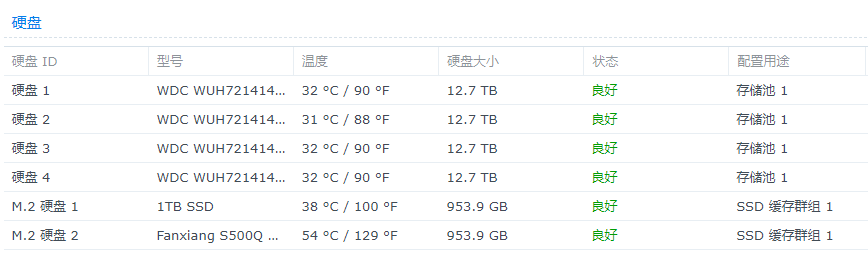 硬盘
硬盘 ID 型号 温度 硬盘大小 状态 配置用途
硬盘 1 WDC WUH721414... 32 °C / 90 °F 12.7 TB 良好 存储池 1
硬盘 2 WDC WUH721414... 31 °C / 88 °F 12.7 TB 良好 存储池 1
硬盘 3 WDC WUH721414... 32 °C / 90 °F 12.7 TB 良好 存储池 1
硬盘 4 WDC WUH721414... 32 °C / 90 °F 12.7 TB 良好 存储池 1
M.2 硬盘 1 1TB SSD 38 °C / 100 °F 953.9 GB 良好 SSD 缓存群组 1
M.2 硬盘 2 Fanxiang S500Q ... 54 °C / 129 °F 953.9 GB 良好 SSD 缓存群组 1